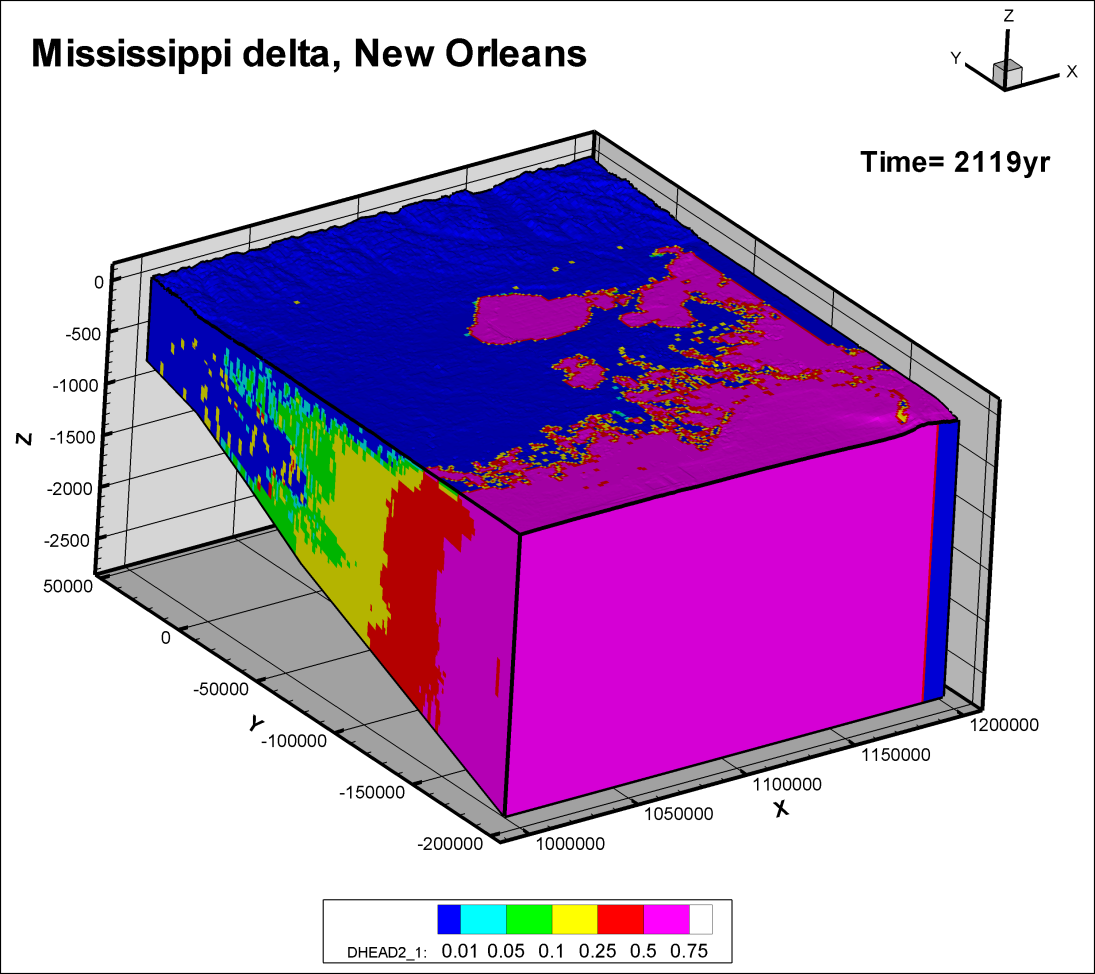 Mississippi delta, New Orleans
Z
Y
X
Time= 2119yr
0
-500
-1000
-1500
-2000
-2500
Z
50000
0
-50000
-100000
-150000
-200000
Y
1000000
1050000
1100000
1150000
1200000
X
DHEAD2_1: 0.01 0.05 0.1 0.25 0.5 0.75